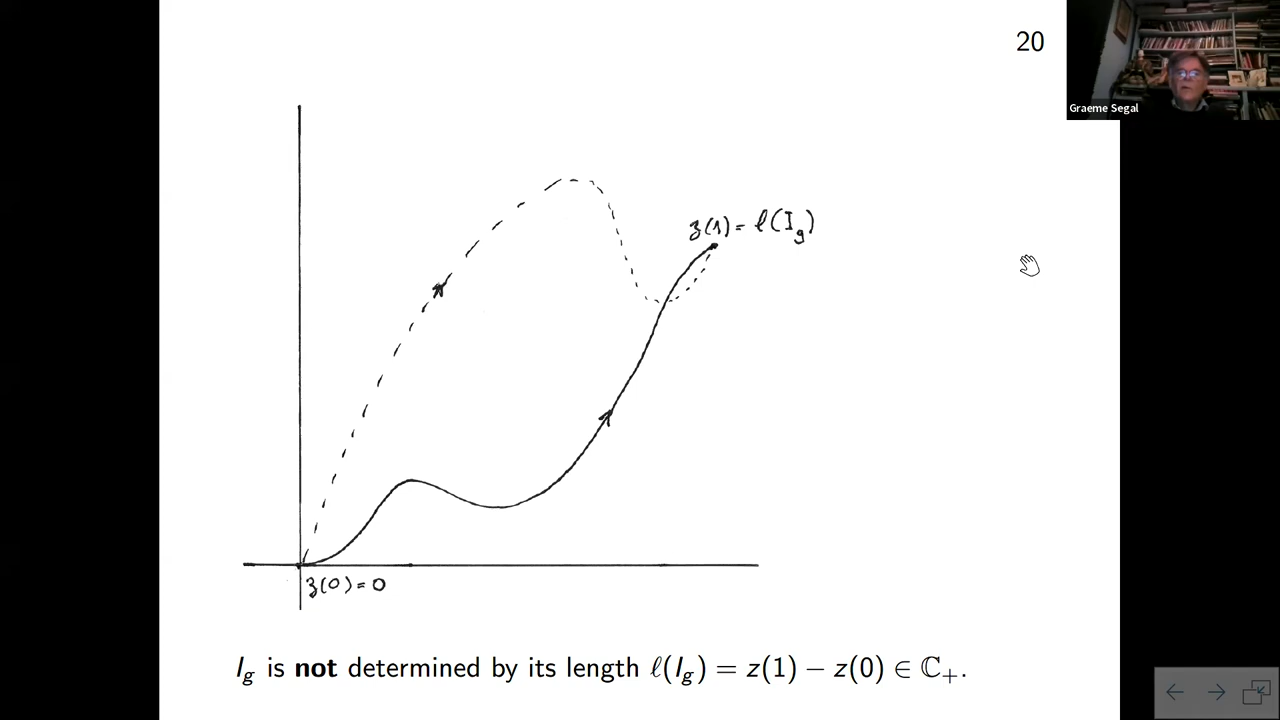 20
Graeme Segal
z(1) = ℓ(I_g)
z(0) = 0
I_g is not determined by its length ℓ(I_g) = z(1) − z(0) ∈ ℂ₊.